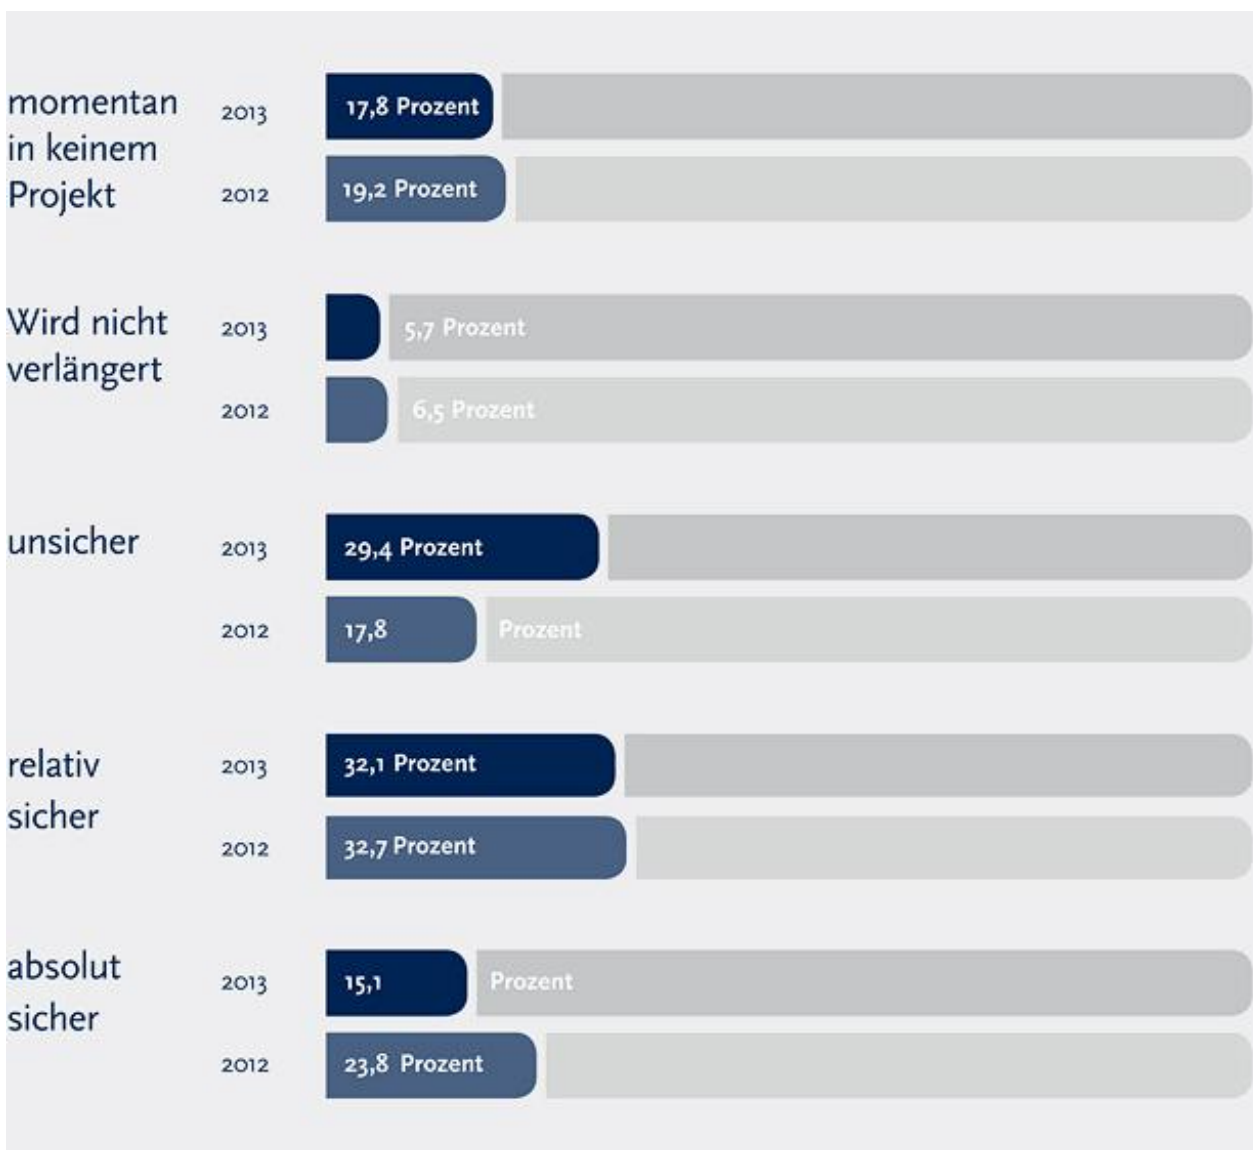 momentan
in keinem
Projekt
2013
17,8 Prozent
2012
19,2 Prozent
Wird nicht
verlängert
2013
5,7 Prozent
2012
6,5 Prozent
unsicher
2013
29,4 Prozent
2012
17,8 Prozent
relativ
sicher
2013
32,1 Prozent
2012
32,7 Prozent
absolut
sicher
2013
15,1 Prozent
2012
23,8 Prozent